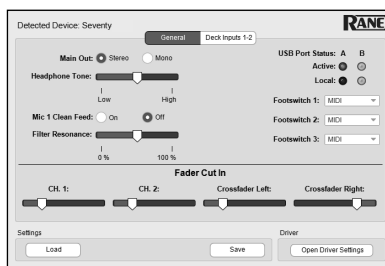 Detected Device: Seventy
RANE
General
Deck Inputs 1-2
Main Out: Stereo Mono
Headphone Tone:
Low High
Mic 1 Clean Feed: On Off
Filter Resonance:
0 % 100 %
USB Port Status: A B
Active:
Local:
Footswitch 1: MIDI
Footswitch 2: MIDI
Footswitch 3: MIDI
Fader Cut In
CH. 1: CH. 2: Crossfader Left: Crossfader Right:
Settings
Load Save
Driver
Open Driver Settings